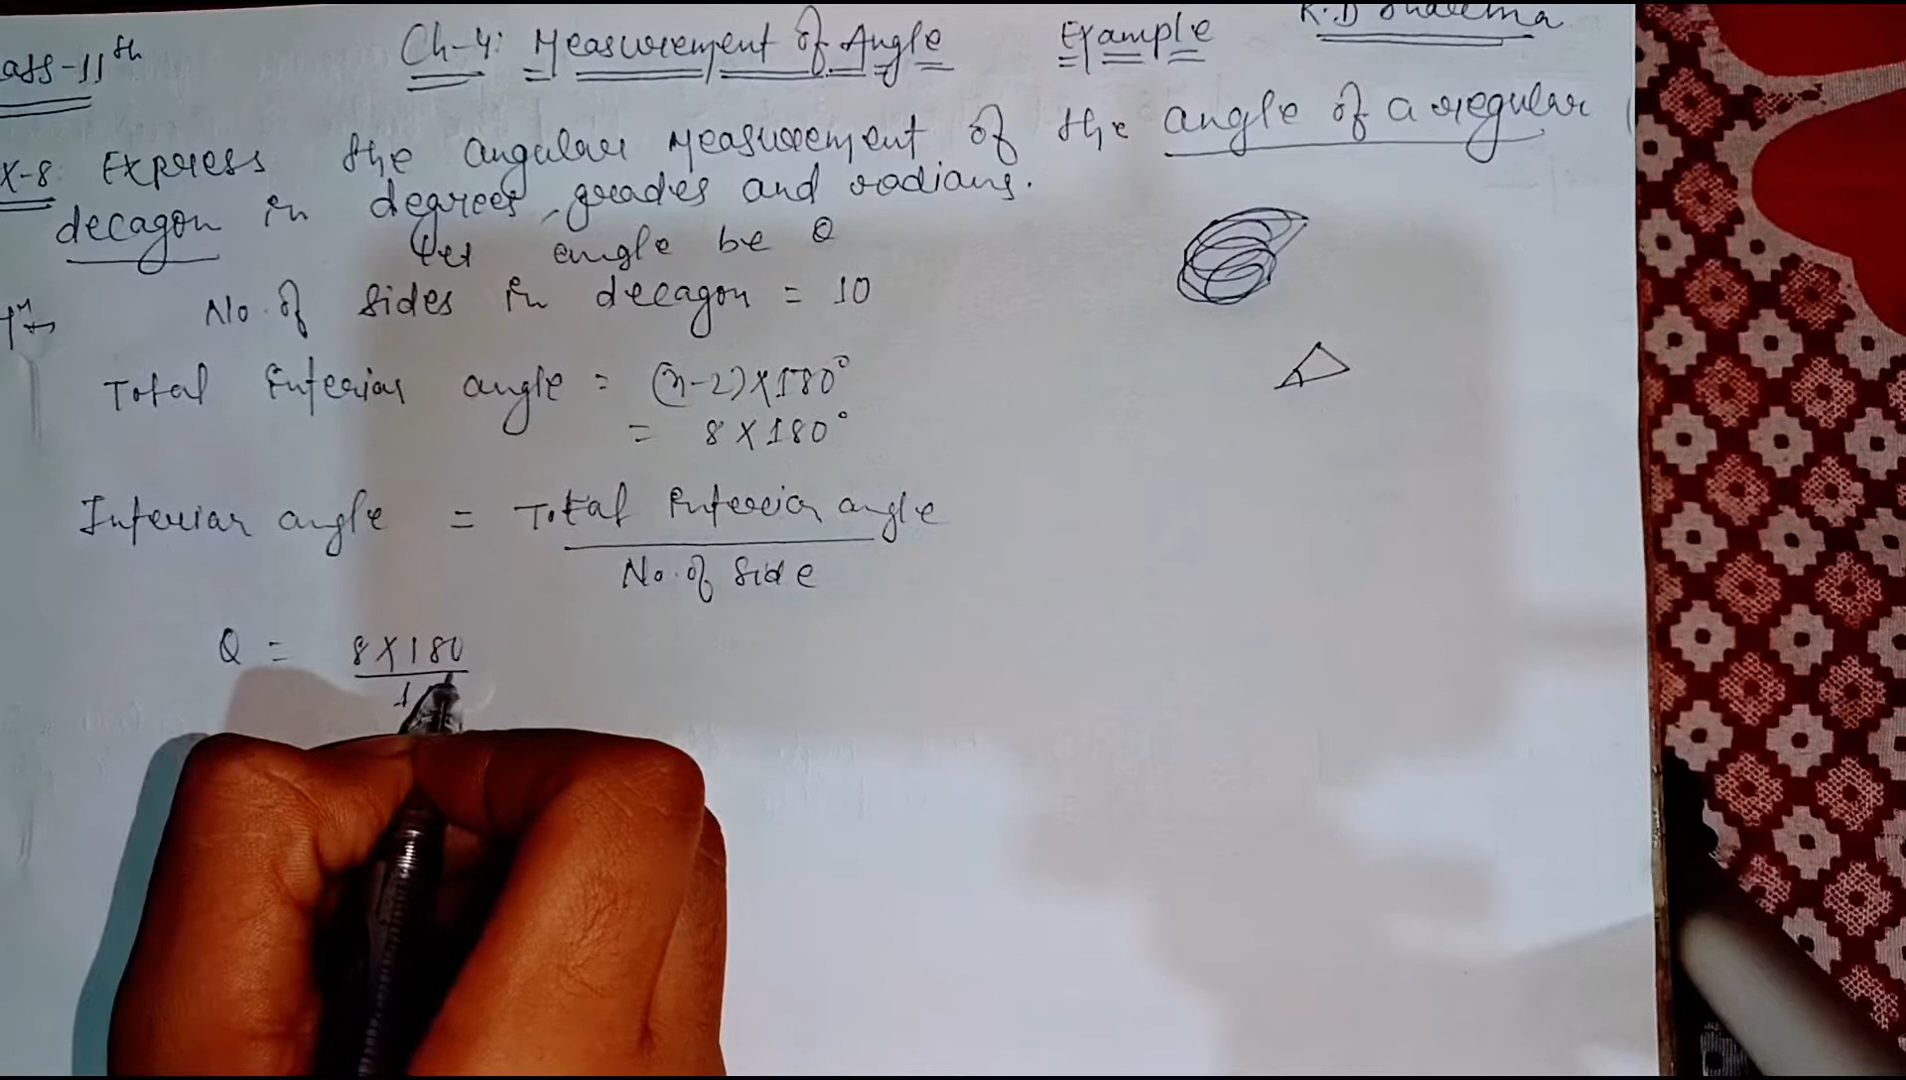 ass-11th Ch-4: Measurement of Angle Example R.D Sharma
X-8 Express the angular measurement of the angle of a regular
decagon in degrees, grades and radians.
Let angle be θ
No. of sides in decagon = 10
Total interior angle = (n-2)×180°
= 8×180°
Interior angle = Total interior angle
No. of side
θ = 8×180
1